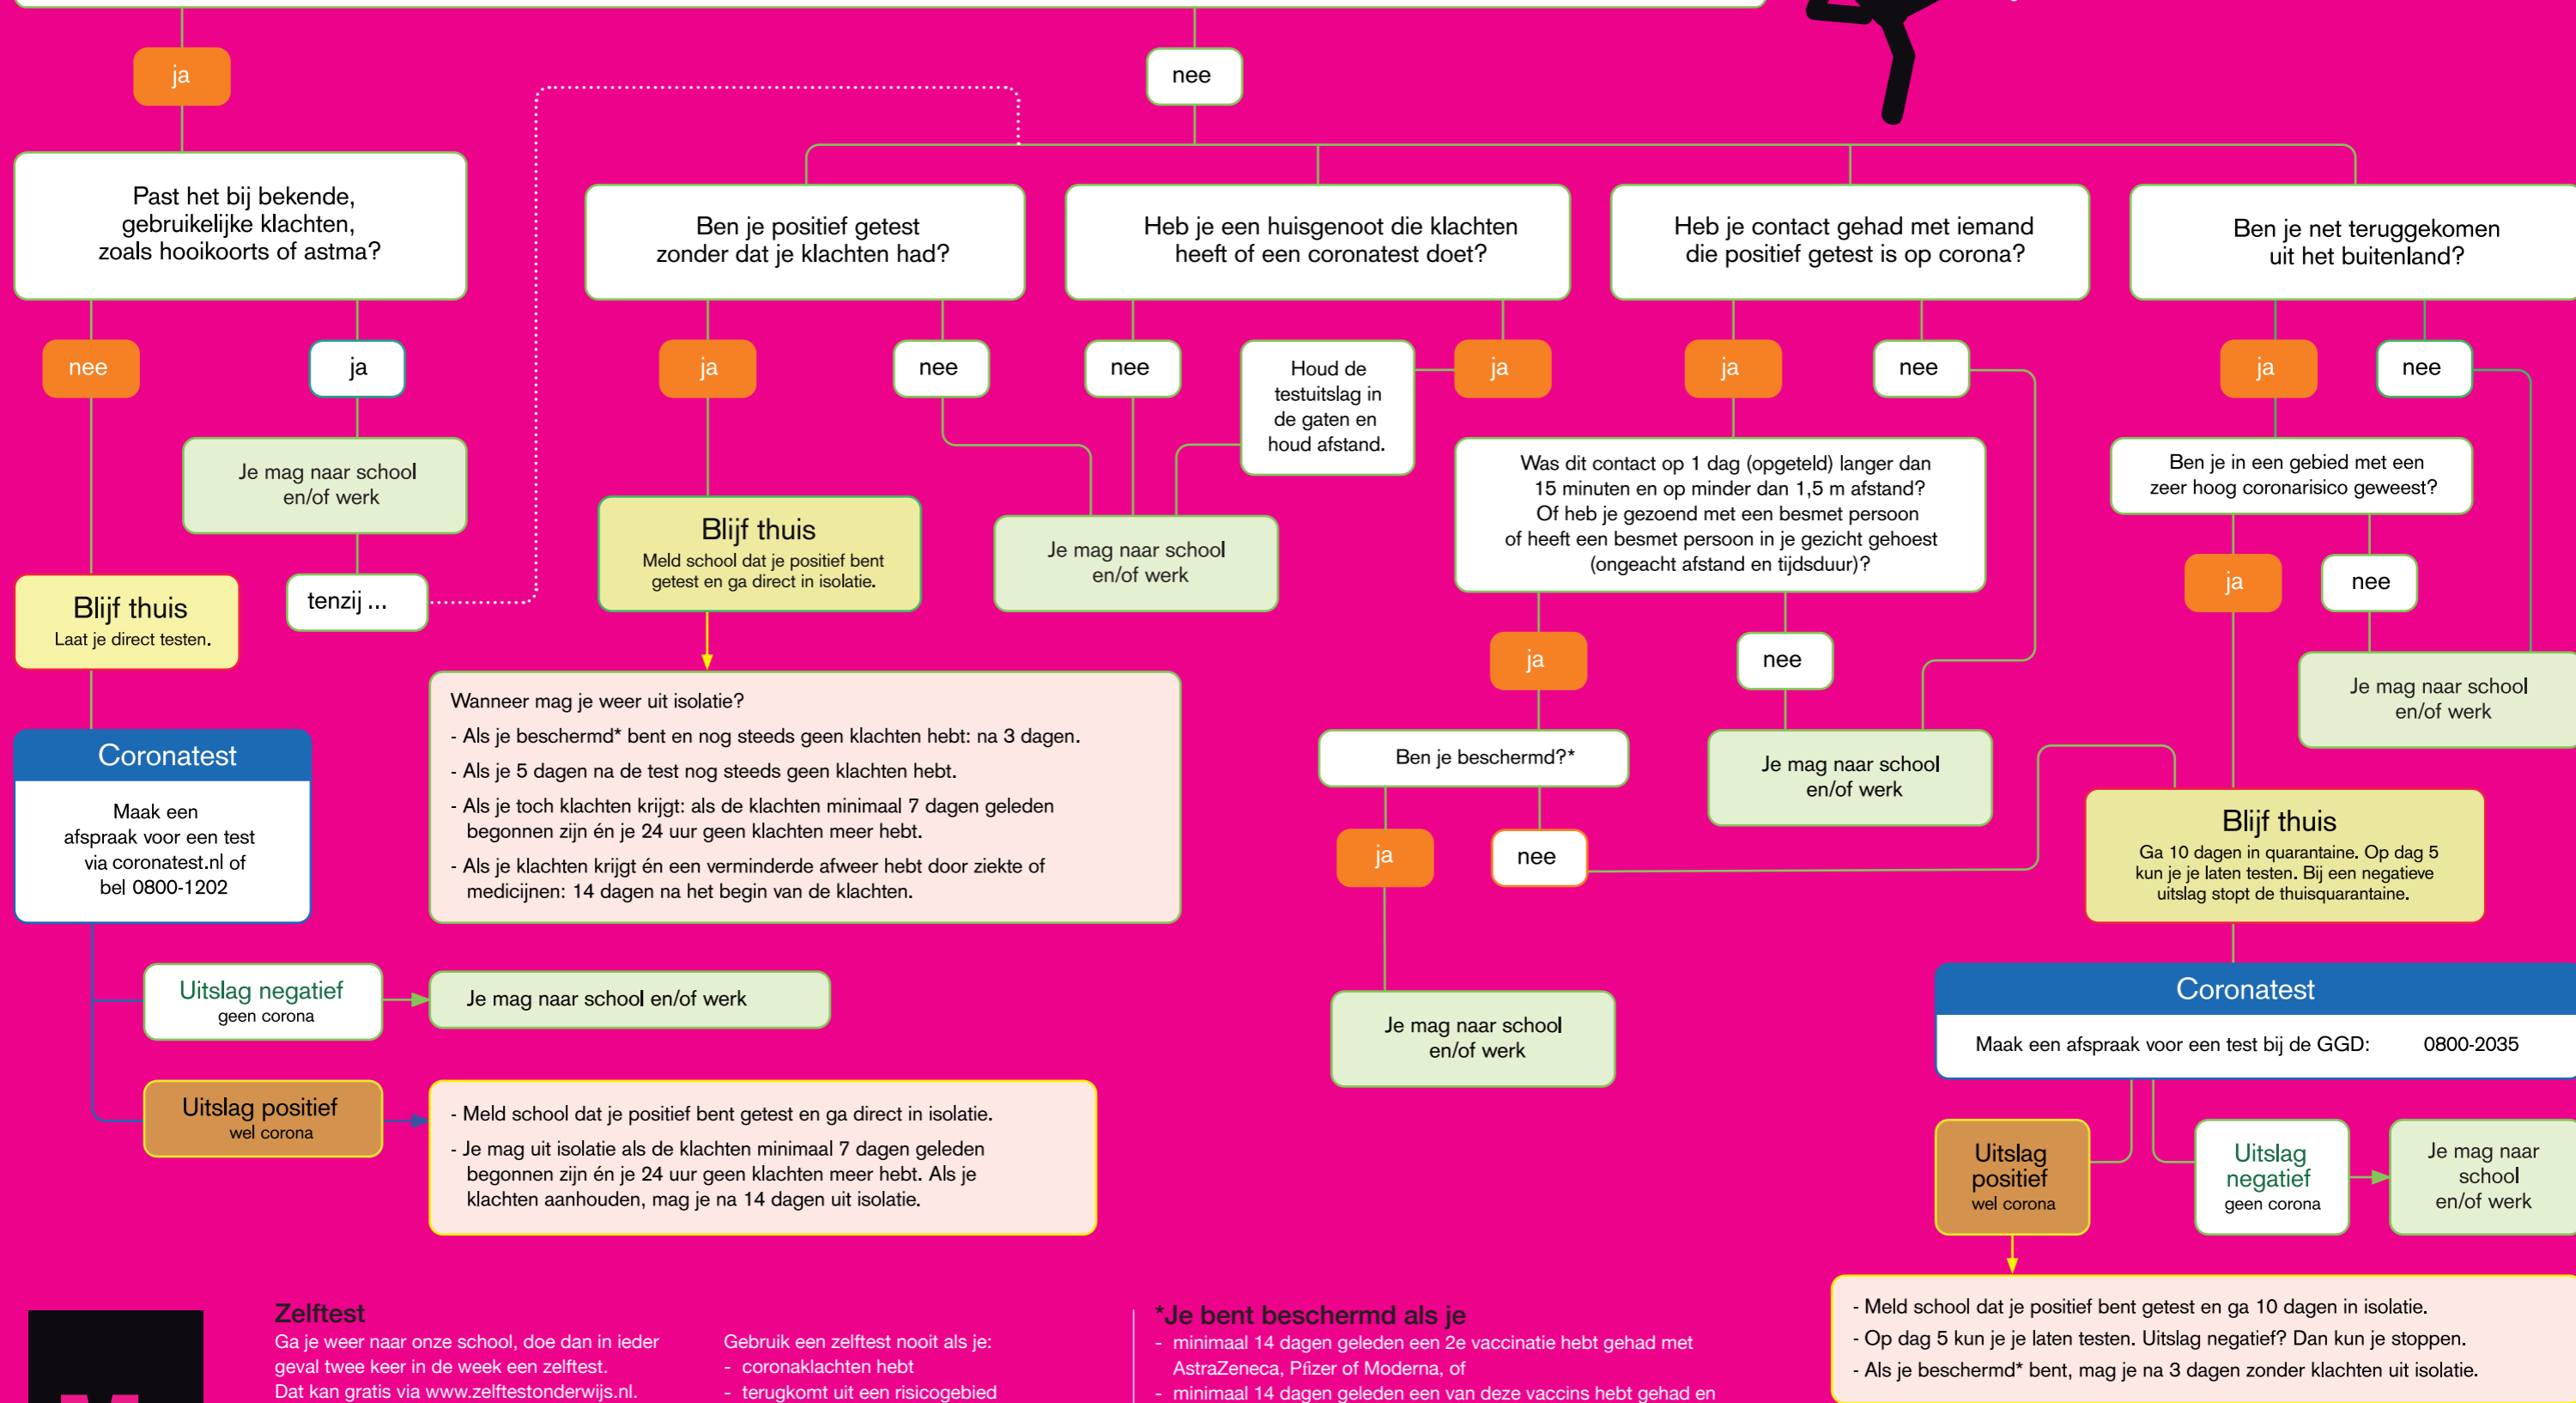 ja
nee
Past het bij bekende,
gebruikelijke klachten,
zoals hooikoorts of astma?
Ben je positief getest
zonder dat je klachten had?
Heb je een huisgenoot die klachten
heeft of een coronatest doet?
Heb je contact gehad met iemand
die positief getest is op corona?
Ben je net teruggekomen
uit het buitenland?
nee
ja
ja
nee
nee
Houd de
testuitslag in
de gaten en
houd afstand.
ja
ja
nee
ja
nee
Je mag naar school
en/of werk
tenzij ...
Blijf thuis
Laat je direct testen.
Blijf thuis
Meld school dat je positief bent
getest en ga direct in isolatie.
Je mag naar school
en/of werk
Was dit contact op 1 dag (opgeteld) langer dan
15 minuten en op minder dan 1,5 m afstand?
Of heb je gezoend met een besmet persoon
of heeft een besmet persoon in je gezicht gehoest
(ongeacht afstand en tijdsduur)?
Ben je in een gebied met een
zeer hoog coronarisico geweest?
ja
nee
ja
nee
Je mag naar school
en/of werk
Coronatest
Maak een
afspraak voor een test
via coronatest.nl of
bel 0800-1202
Wanneer mag je weer uit isolatie?
- Als je beschermd* bent en nog steeds geen klachten hebt: na 3 dagen.
- Als je 5 dagen na de test nog steeds geen klachten hebt.
- Als je toch klachten krijgt: als de klachten minimaal 7 dagen geleden
begonnen zijn én je 24 uur geen klachten meer hebt.
- Als je klachten krijgt én een verminderde afweer hebt door ziekte of
medicijnen: 14 dagen na het begin van de klachten.
Ben je beschermd?*
Je mag naar school
en/of werk
ja
nee
Blijf thuis
Ga 10 dagen in quarantaine. Op dag 5
kun je je laten testen. Bij een negatieve
uitslag stopt de thuisquarantaine.
Uitslag negatief
geen corona
Je mag naar school en/of werk
Je mag naar school
en/of werk
Coronatest
Maak een afspraak voor een test bij de GGD: 0800-2035
Uitslag positief
wel corona
- Meld school dat je positief bent getest en ga direct in isolatie.
- Je mag uit isolatie als de klachten minimaal 7 dagen geleden
begonnen zijn én je 24 uur geen klachten meer hebt. Als je
klachten aanhouden, mag je na 14 dagen uit isolatie.
Uitslag
positief
wel corona
Uitslag
negatief
geen corona
Je mag naar
school
en/of werk
- Meld school dat je positief bent getest en ga 10 dagen in isolatie.
- Op dag 5 kun je je laten testen. Uitslag negatief? Dan kun je stoppen.
- Als je beschermd* bent, mag je na 3 dagen zonder klachten uit isolatie.
Zelftest
Ga je weer naar onze school, doe dan in ieder
geval twee keer in de week een zelftest.
Dat kan gratis via www.zelftestonderwijs.nl.
Gebruik een zelftest nooit als je:
- coronaklachten hebt
- terugkomt uit een risicogebied
*Je bent beschermd als je
- minimaal 14 dagen geleden een 2e vaccinatie hebt gehad met
AstraZeneca, Pfizer of Moderna, of
- minimaal 14 dagen geleden een van deze vaccins hebt gehad en